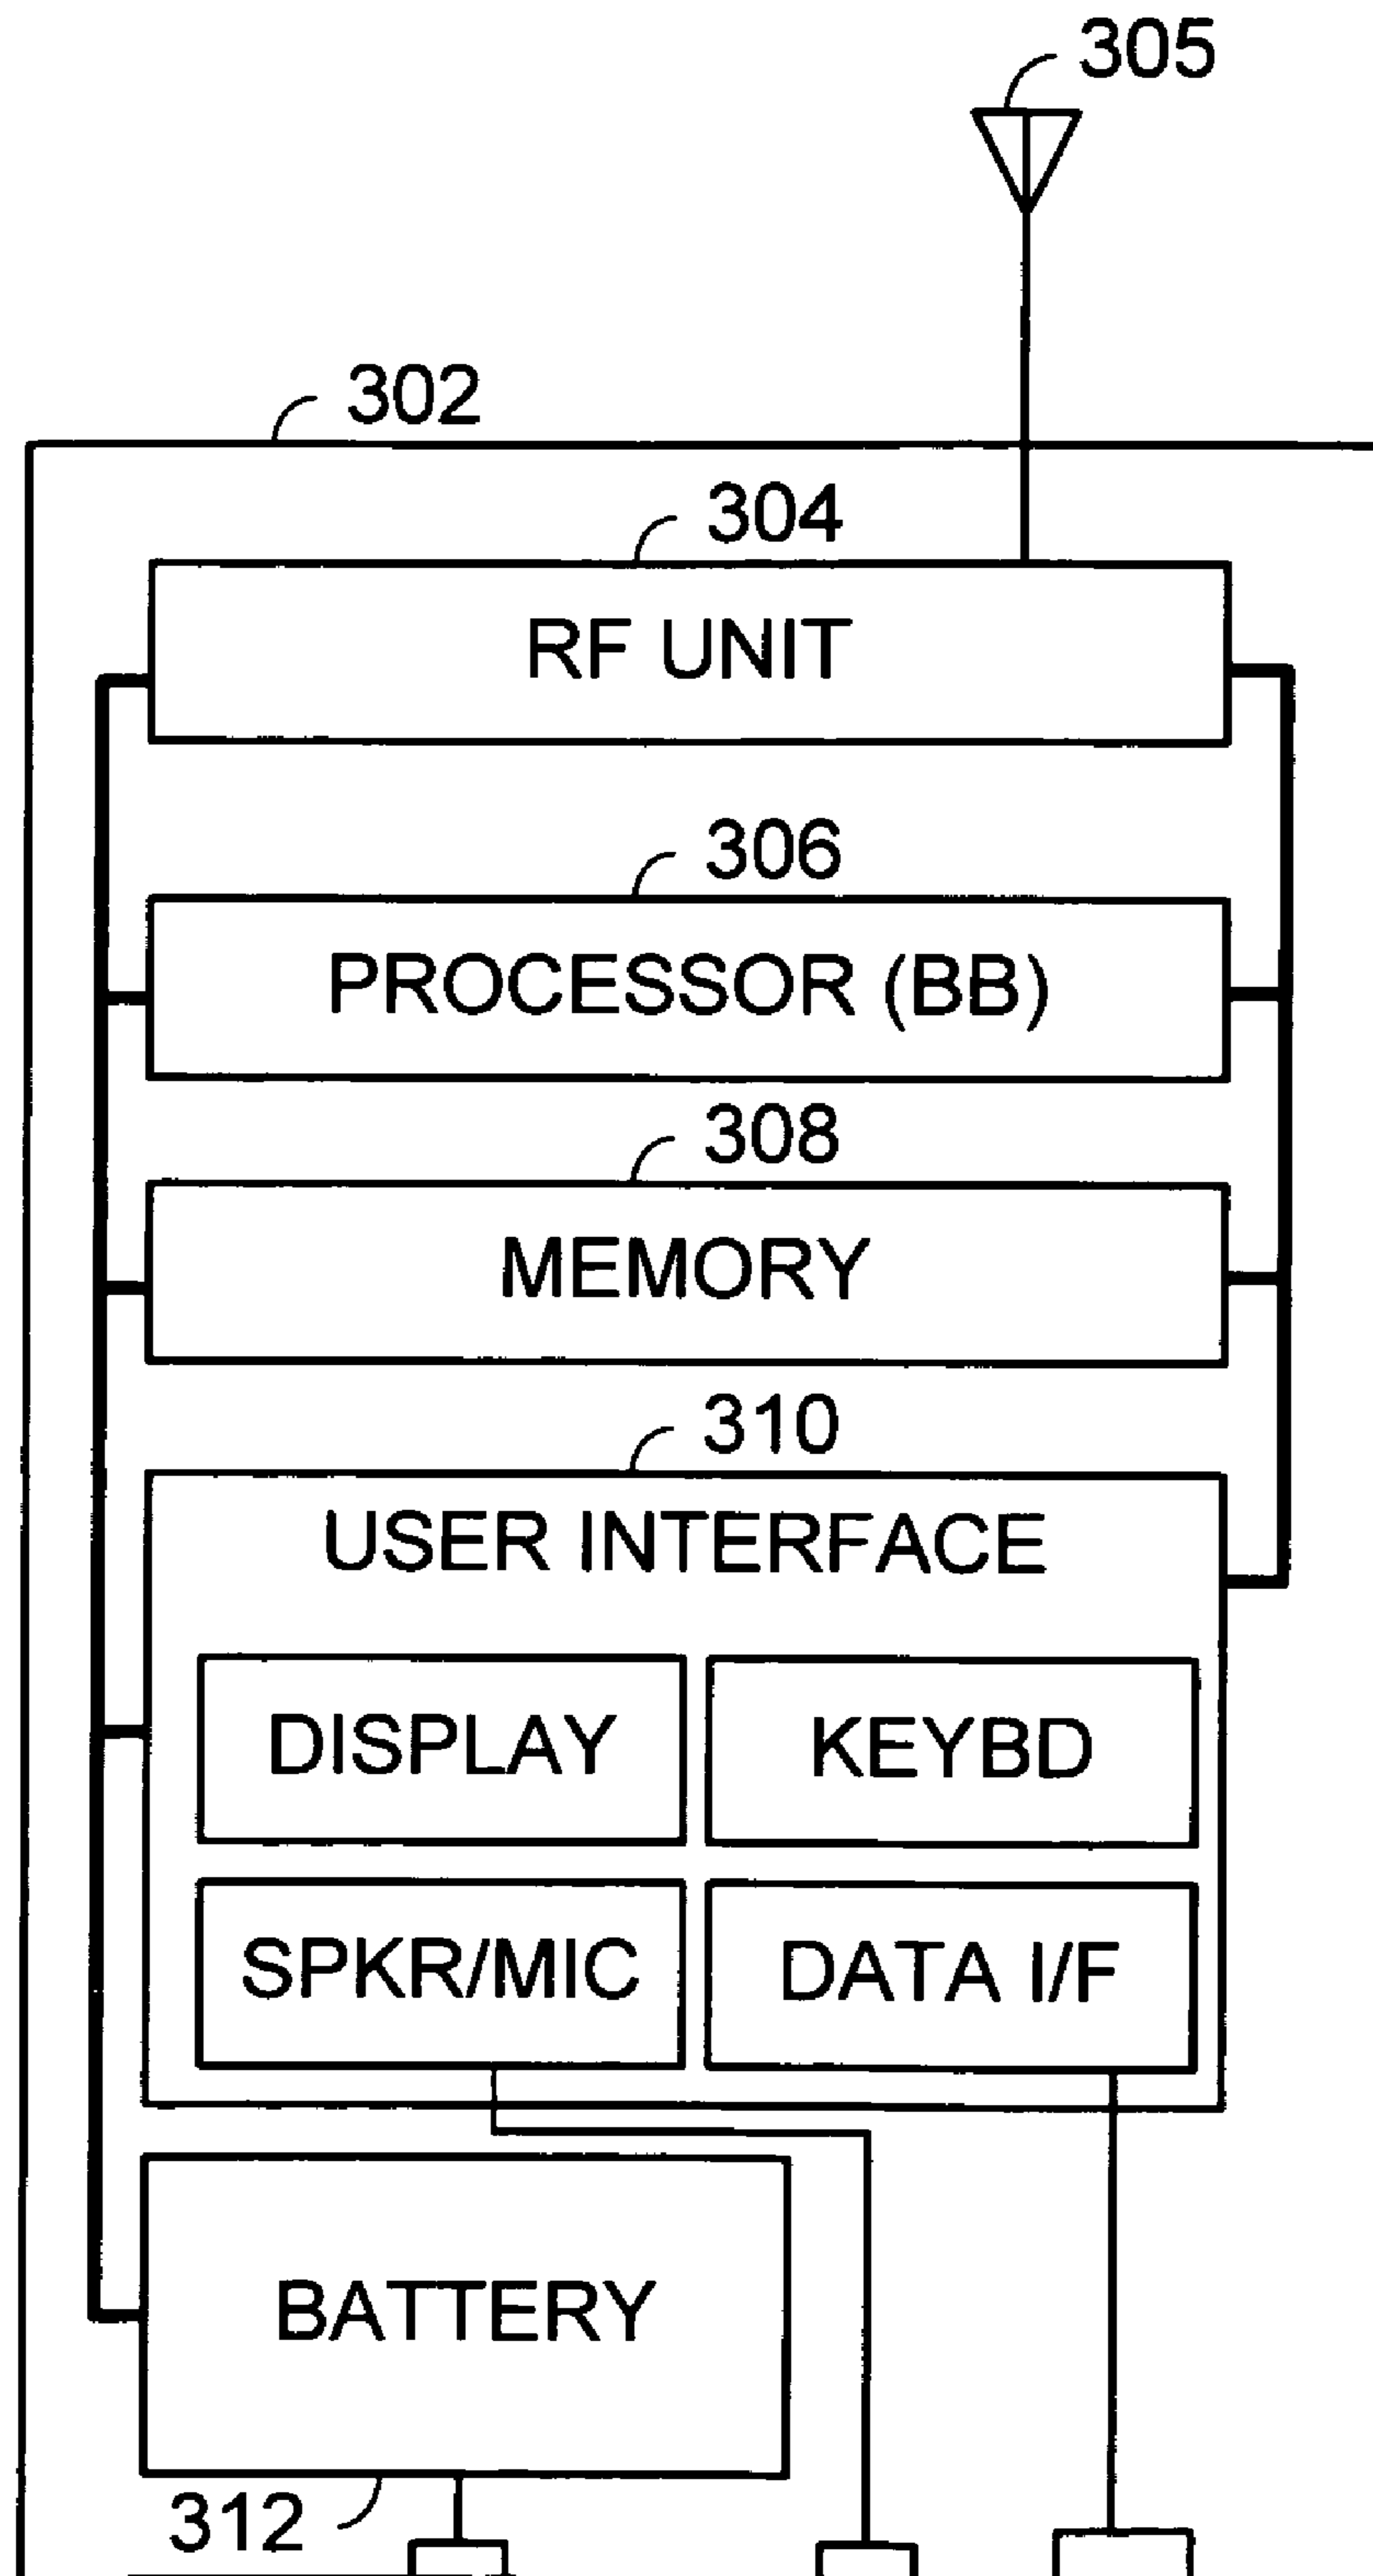 305
302
304
RF UNIT
306
PROCESSOR (BB)
308
MEMORY
310
USER INTERFACE
DISPLAY
KEYBD
SPKR/MIC
DATA I/F
BATTERY
312